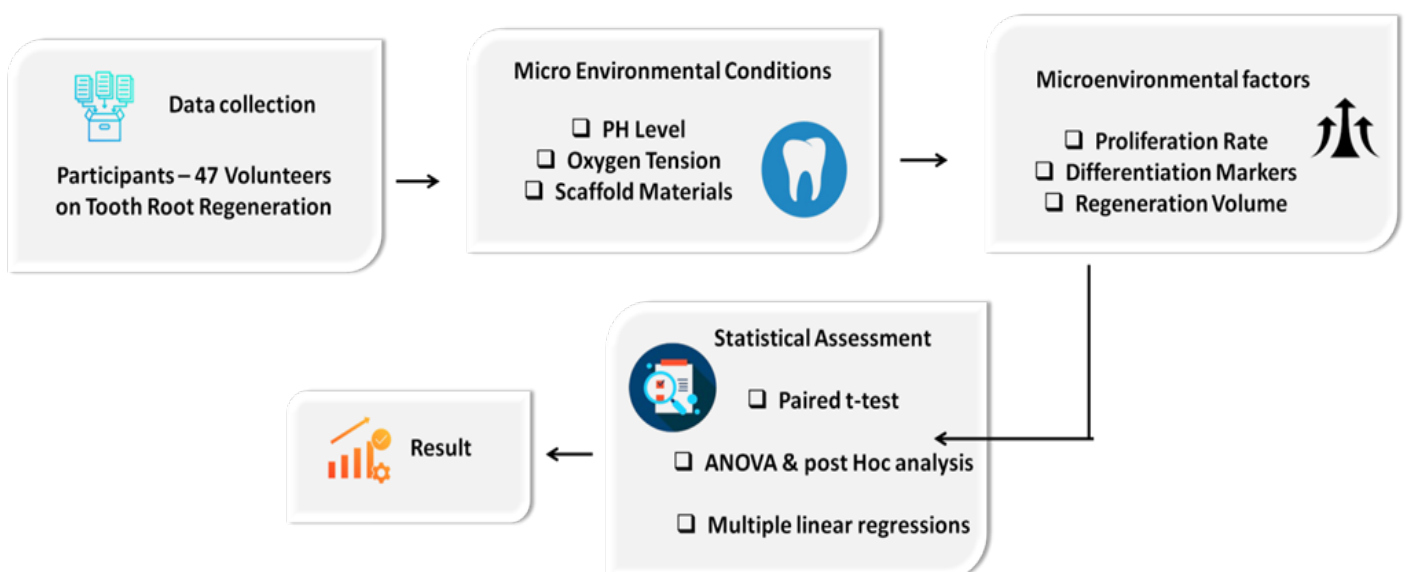 Data collection
Participants – 47 Volunteers
on Tooth Root Regeneration
Micro Environmental Conditions
❑ PH Level
❑ Oxygen Tension
❑ Scaffold Materials
Microenvironmental factors
❑ Proliferation Rate
❑ Differentiation Markers
❑ Regeneration Volume
Statistical Assessment
❑ Paired t-test
❑ ANOVA & post Hoc analysis
❑ Multiple linear regressions
Result